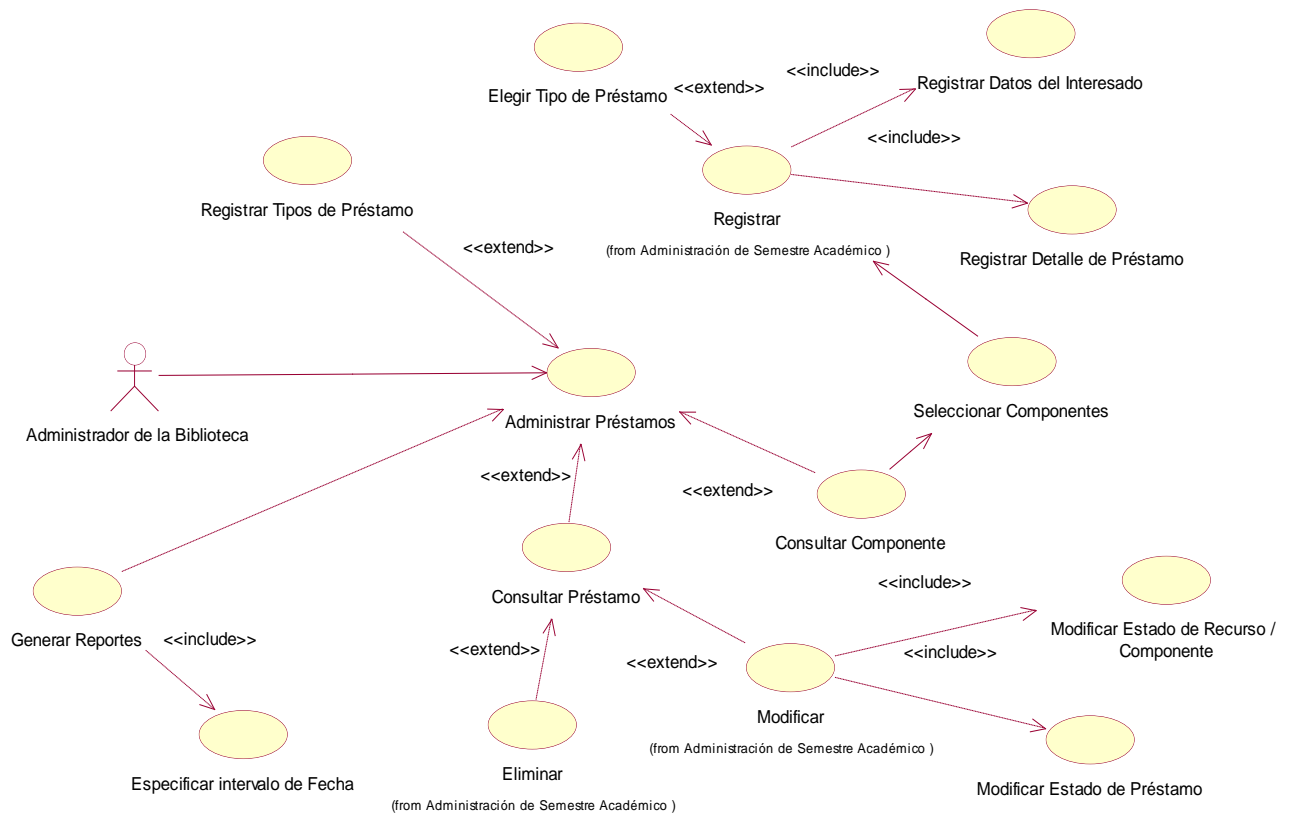 <<include>>
Registrar Datos del Interesado
Elegir Tipo de Préstamo
<<extend>>
<<include>>
Registrar Tipos de Préstamo
Registrar
(from Administración de Semestre Académico )
<<extend>>
Registrar Detalle de Préstamo
Seleccionar Componentes
Administrador de la Biblioteca
Administrar Préstamos
<<extend>>
<<extend>>
Consultar Componente
<<include>>
Consultar Préstamo
Generar Reportes
<<include>>
Modificar Estado de Recurso /
Componente
<<extend>>
<<extend>>
<<include>>
Modificar
(from Administración de Semestre Académico )
Eliminar
(from Administración de Semestre Académico )
Especificar intervalo de Fecha
Modificar Estado de Préstamo